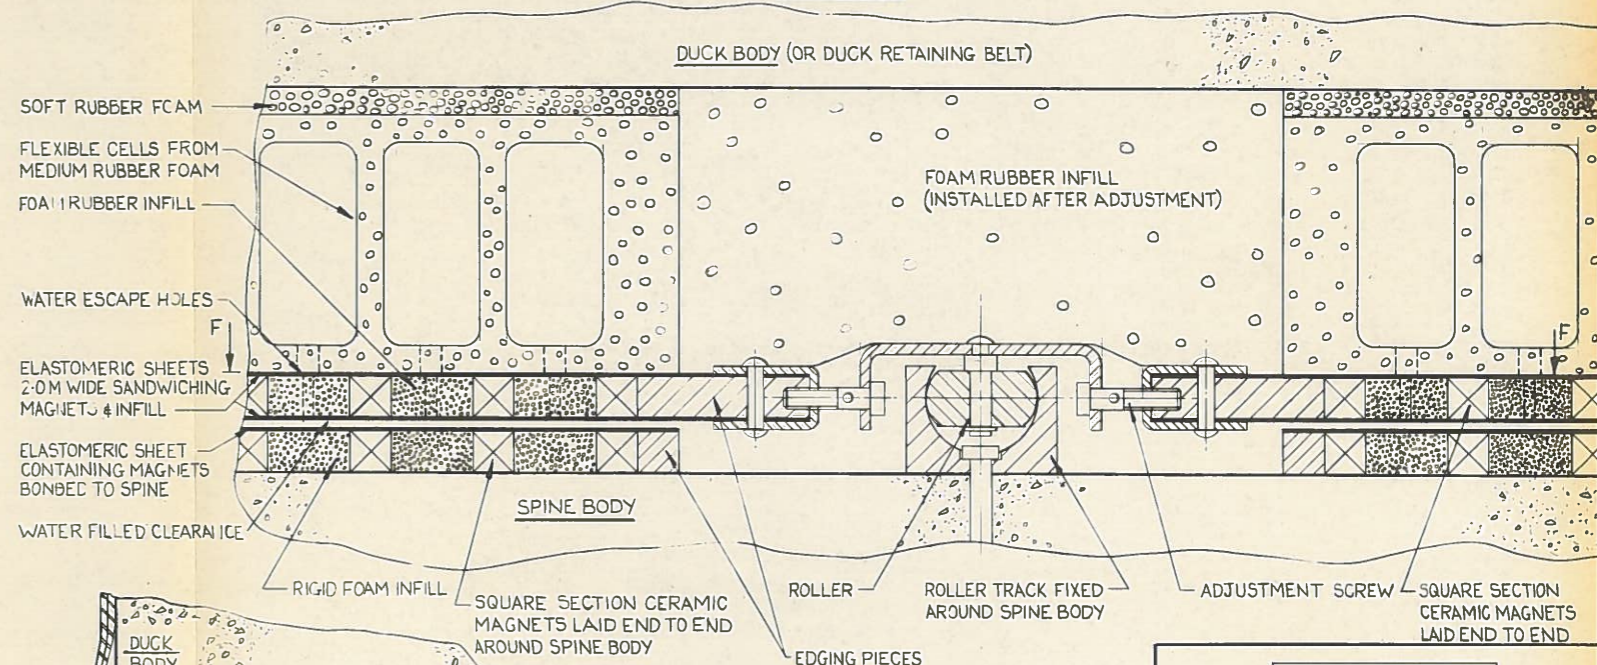 DUCK BODY (OR DUCK RETAINING BELT)
SOFT RUBBER FOAM
FLEXIBLE CELLS FROM
MEDIUM RUBBER FOAM
FOAM RUBBER INFILL
FOAM RUBBER INFILL
(INSTALLED AFTER ADJUSTMENT)
WATER ESCAPE HOLES
F
F
ELASTOMERIC SHEETS
2·0 M WIDE SANDWICHING
MAGNETS & INFILL
ELASTOMERIC SHEET
CONTAINING MAGNETS
BONDED TO SPINE
WATER FILLED CLEARANCE
SPINE BODY
RIGID FOAM INFILL
SQUARE SECTION CERAMIC
MAGNETS LAID END TO END
AROUND SPINE BODY
EDGING PIECES
ROLLER
ROLLER TRACK FIXED
AROUND SPINE BODY
ADJUSTMENT SCREW
SQUARE SECTION
CERAMIC MAGNETS
LAID END TO END
DUCK
BODY